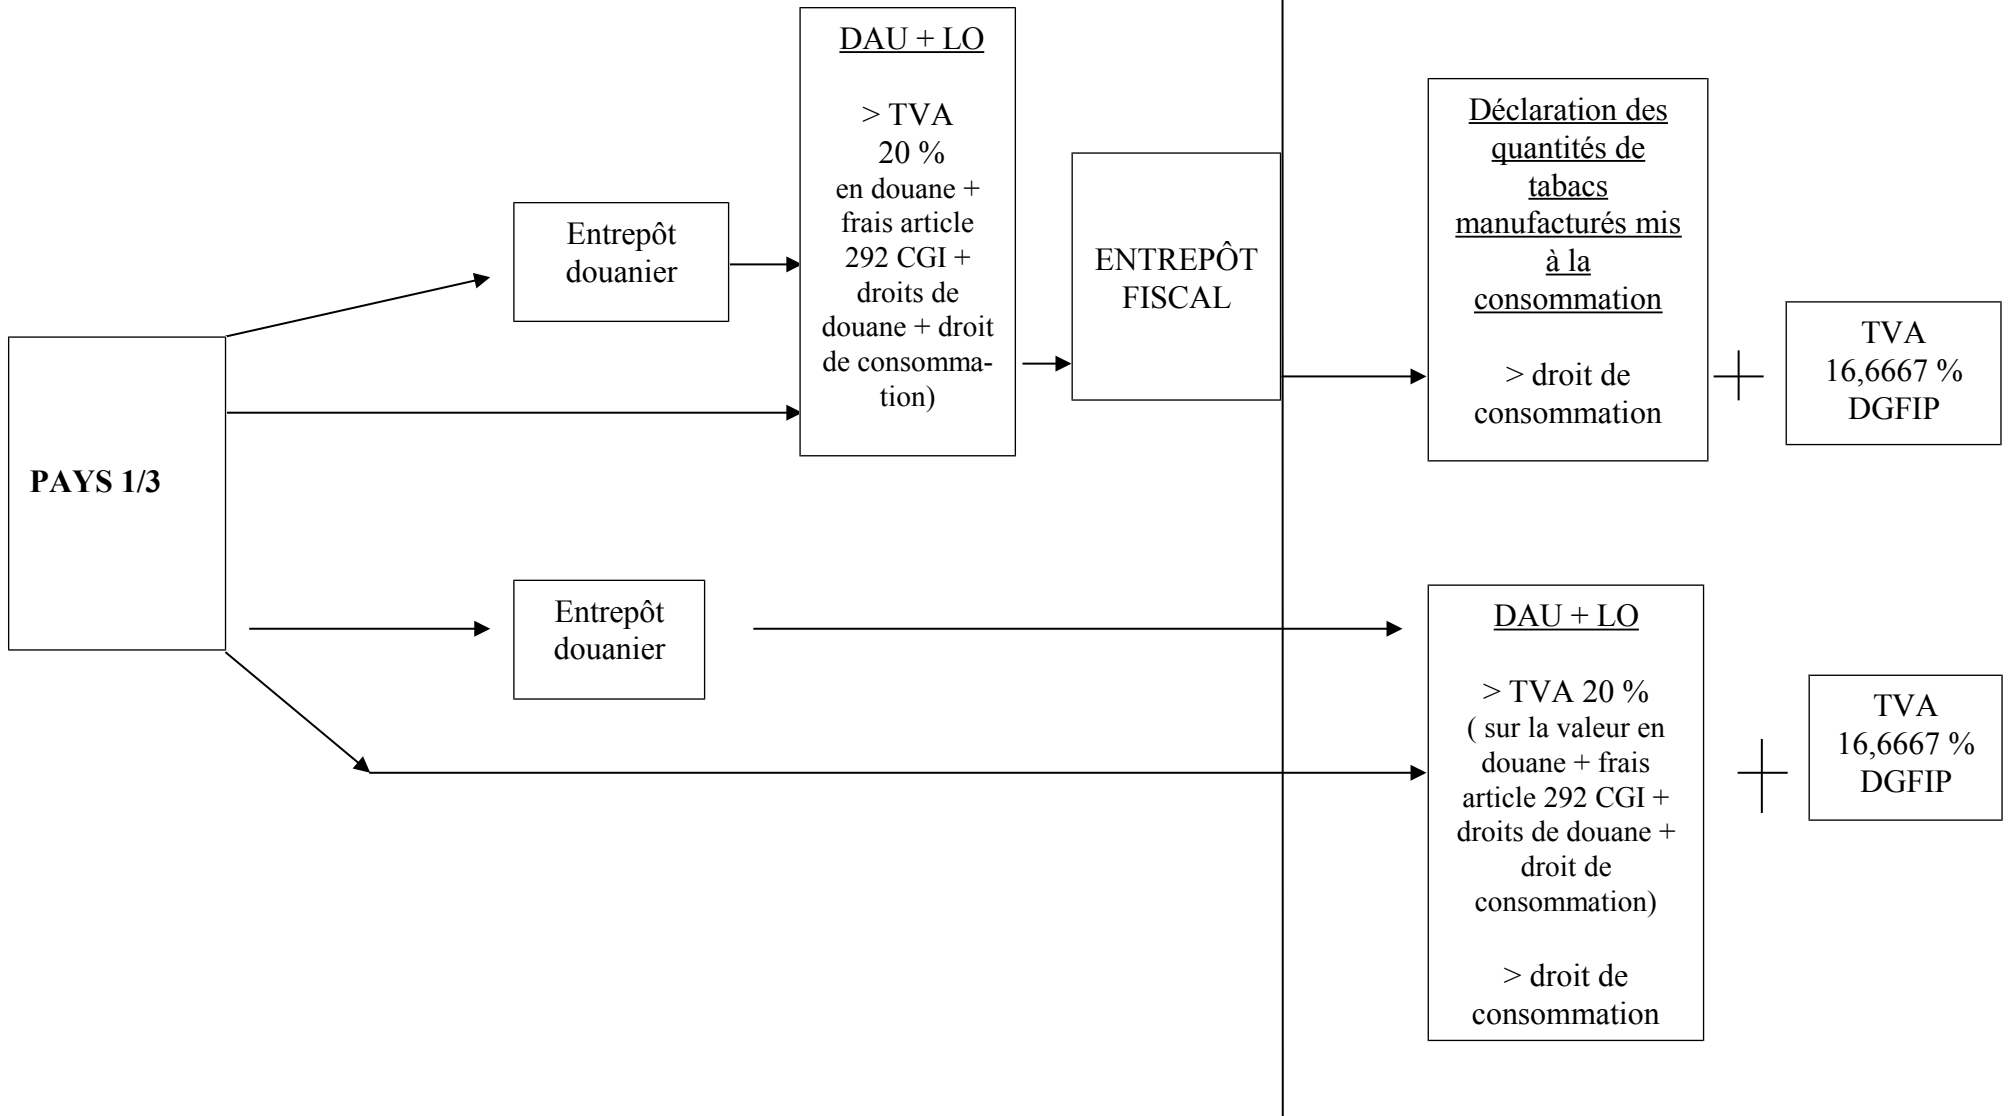 PAYS 1/3
Entrepôt
douanier
DAU + LO
> TVA
20 %
en douane +
frais article
292 CGI +
droits de
douane + droit
de consomma-
tion)
ENTREPÔT
FISCAL
Déclaration des
quantités de
tabacs
manufacturés mis
à la
consommation
> droit de
consommation
TVA
16,6667 %
DGFIP
Entrepôt
douanier
DAU + LO
> TVA 20 %
( sur la valeur en
douane + frais
article 292 CGI +
droits de douane +
droit de
consommation)
> droit de
consommation
TVA
16,6667 %
DGFIP